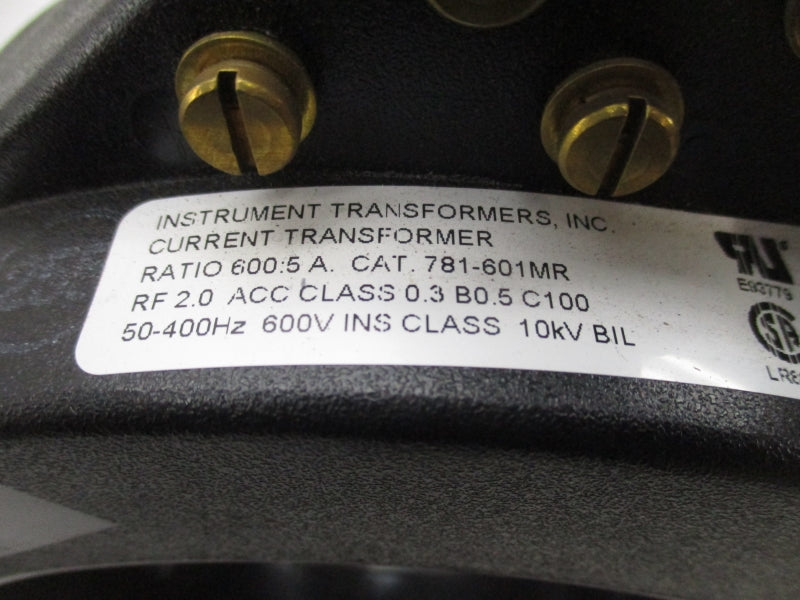 INSTRUMENT TRANSFORMERS, INC.
CURRENT TRANSFORMER
RATIO 600:5 A. CAT. 781-601MR
RF 2.0 ACC CLASS 0.3 B0.5 C100
50-400Hz 600V INS CLASS 10kV BIL
E93779